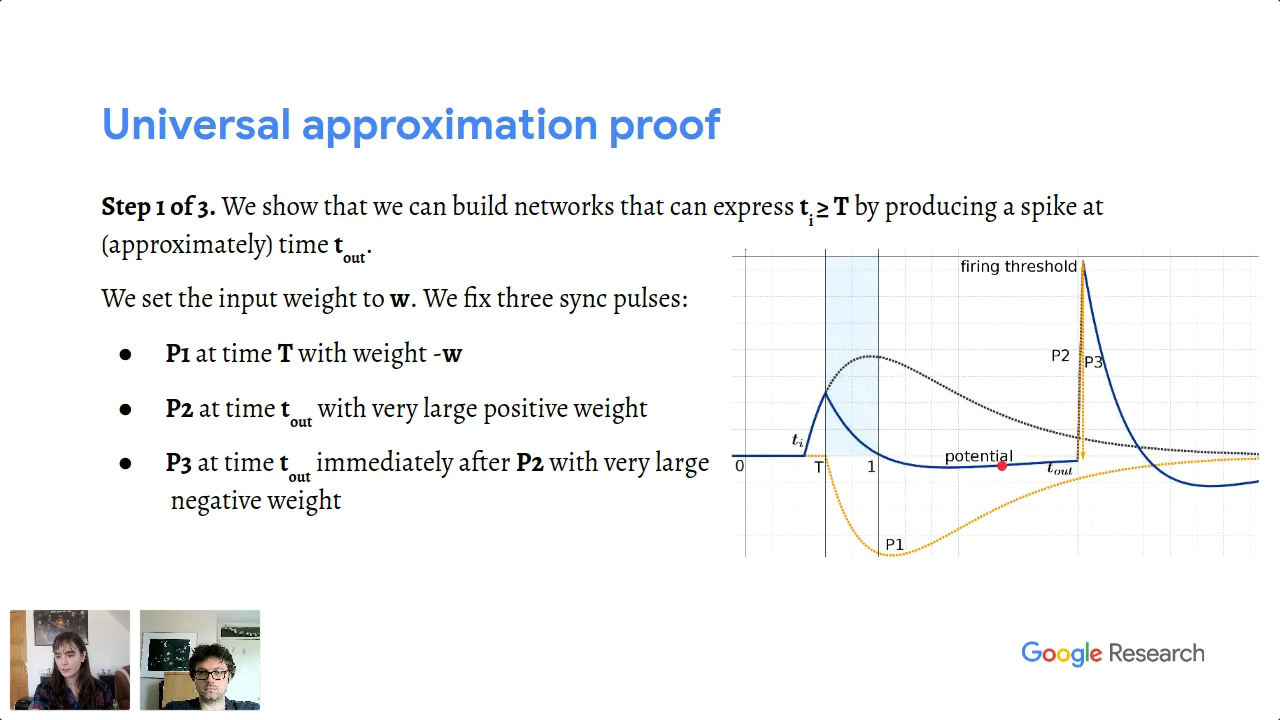 Universal approximation proof
Step 1 of 3. We show that we can build networks that can express tᵢ ≥ T by producing a spike at
(approximately) time t_out.
We set the input weight to w. We fix three sync pulses:
● P1 at time T with weight -w
● P2 at time t_out with very large positive weight
● P3 at time t_out immediately after P2 with very large
negative weight
firing threshold
P2
P3
tᵢ
potential
0
T
1
t_out
P1
Google Research